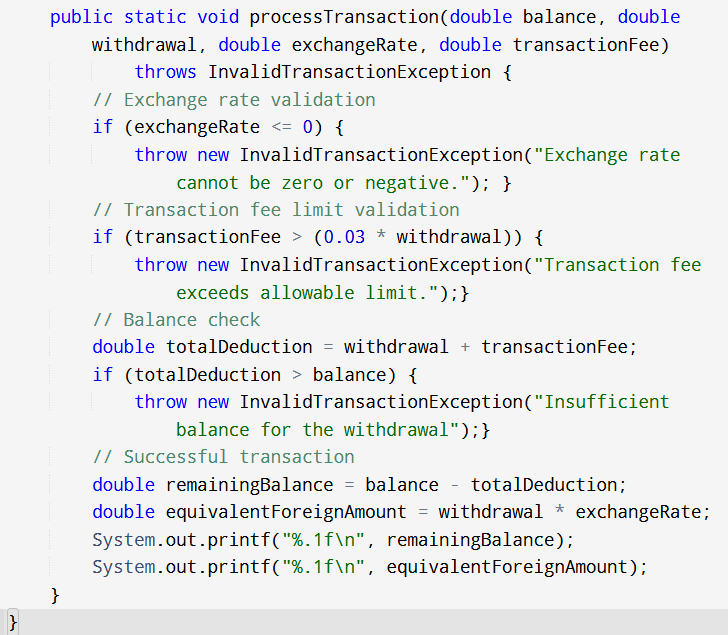 public static void processTransaction(double balance, double
withdrawal, double exchangeRate, double transactionFee)
throws InvalidTransactionException {
// Exchange rate validation
if (exchangeRate <= 0) {
throw new InvalidTransactionException("Exchange rate
cannot be zero or negative."); }
// Transaction fee limit validation
if (transactionFee > (0.03 * withdrawal)) {
throw new InvalidTransactionException("Transaction fee
exceeds allowable limit.");}
// Balance check
double totalDeduction = withdrawal + transactionFee;
if (totalDeduction > balance) {
throw new InvalidTransactionException("Insufficient
balance for the withdrawal");}
// Successful transaction
double remainingBalance = balance - totalDeduction;
double equivalentForeignAmount = withdrawal * exchangeRate;
System.out.printf("%.1f\n", remainingBalance);
System.out.printf("%.1f\n", equivalentForeignAmount);
}
}